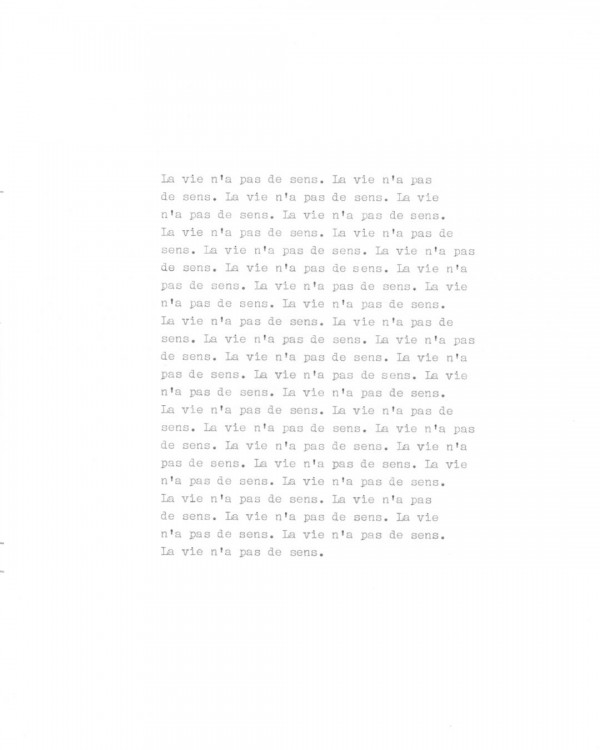 La vie n'a pas de sens. La vie n'a pas
de sens. La vie n'a pas de sens. La vie
n'a pas de sens. La vie n'a pas de sens.
La vie n'a pas de sens. La vie n'a pas de
sens. La vie n'a pas de sens. La vie n'a pas
de sens. La vie n'a pas de sens. La vie n'a
pas de sens. La vie n'a pas de sens. La vie
n'a pas de sens. La vie n'a pas de sens.
La vie n'a pas de sens. La vie n'a pas de
sens. La vie n'a pas de sens. La vie n'a pas
de sens. La vie n'a pas de sens. La vie n'a
pas de sens. La vie n'a pas de sens. La vie
n'a pas de sens. La vie n'a pas de sens.
La vie n'a pas de sens. La vie n'a pas de
sens. La vie n'a pas de sens. La vie n'a pas
de sens. La vie n'a pas de sens. La vie n'a
pas de sens. La vie n'a pas de sens. La vie
n'a pas de sens. La vie n'a pas de sens.
La vie n'a pas de sens. La vie n'a pas
de sens. La vie n'a pas de sens. La vie
n'a pas de sens. La vie n'a pas de sens.
La vie n'a pas de sens.